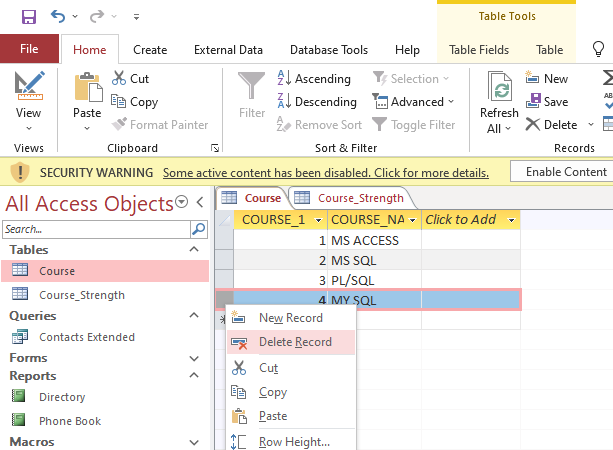 Table Tools
File Home Create External Data Database Tools Help Table Fields Table
View
Views
Paste
Cut
Copy
Format Painter
Clipboard
Filter
Ascending
Descending
Remove Sort
Selection
Advanced
Toggle Filter
Sort & Filter
Refresh
All
New
Save
Delete
Records
SECURITY WARNING Some active content has been disabled. Click for more details. Enable Content
All Access Objects
Search...
Tables
Course
Course_Strength
Queries
Contacts Extended
Forms
Reports
Directory
Phone Book
Macros
Course Course_Strength
COURSE_1 COURSE_NA Click to Add
1 MS ACCESS
2 MS SQL
3 PL/SQL
4 MY SQL
New Record
Delete Record
Cut
Copy
Paste
Row Height...